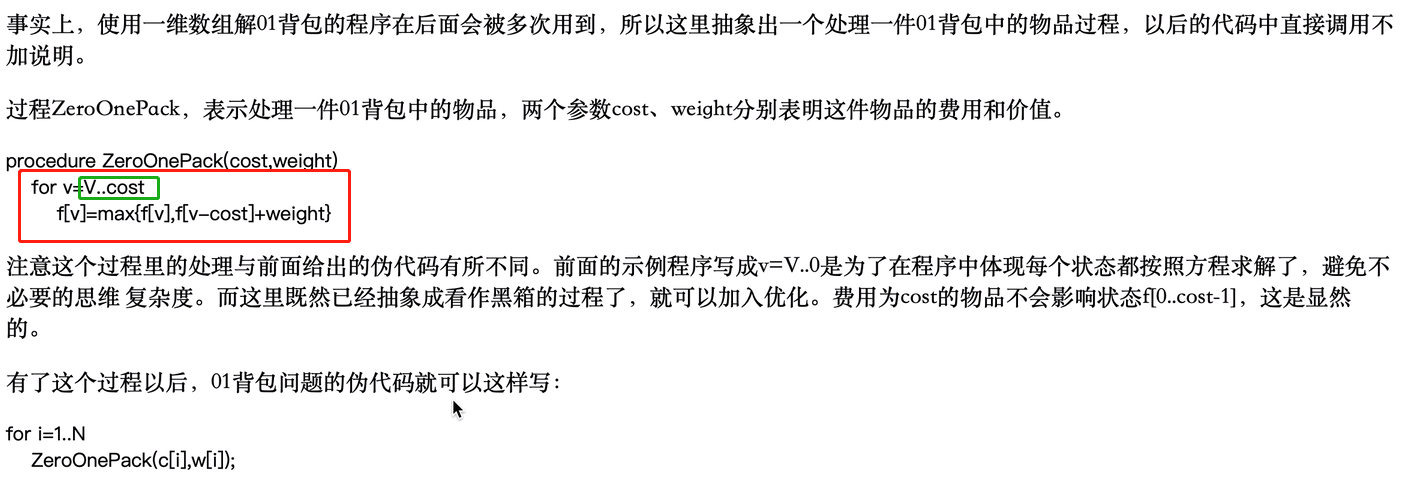 事实上，使用一维数组解01背包的程序在后面会被多次用到，所以这里抽象出一个处理一件01背包中的物品过程，以后的代码中直接调用不
加说明。
过程ZeroOnePack，表示处理一件01背包中的物品，两个参数cost、weight分别表明这件物品的费用和价值。
procedure ZeroOnePack(cost,weight)
for v=V..cost
f[v]=max{f[v],f[v-cost]+weight}
注意这个过程里的处理与前面给出的伪代码有所不同。前面的示例程序写成v=V..0是为了在程序中体现每个状态都按照方程求解了，避免不
必要的思维 复杂度。而这里既然已经抽象成看作黑箱的过程了，就可以加入优化。费用为cost的物品不会影响状态f[0..cost-1]，这是显然
的。
有了这个过程以后，01背包问题的伪代码就可以这样写：
for i=1..N
ZeroOnePack(c[i],w[i]);